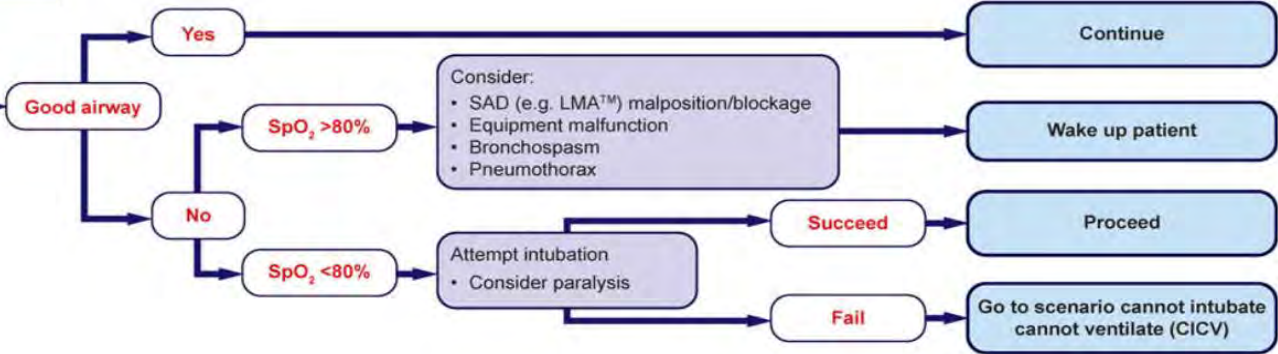 Good airway
Yes
Continue
No
SpO₂ >80%
Consider:
• SAD (e.g. LMA™) malposition/blockage
• Equipment malfunction
• Bronchospasm
• Pneumothorax
Wake up patient
SpO₂ <80%
Attempt intubation
• Consider paralysis
Succeed
Proceed
Fail
Go to scenario cannot intubate
cannot ventilate (CICV)